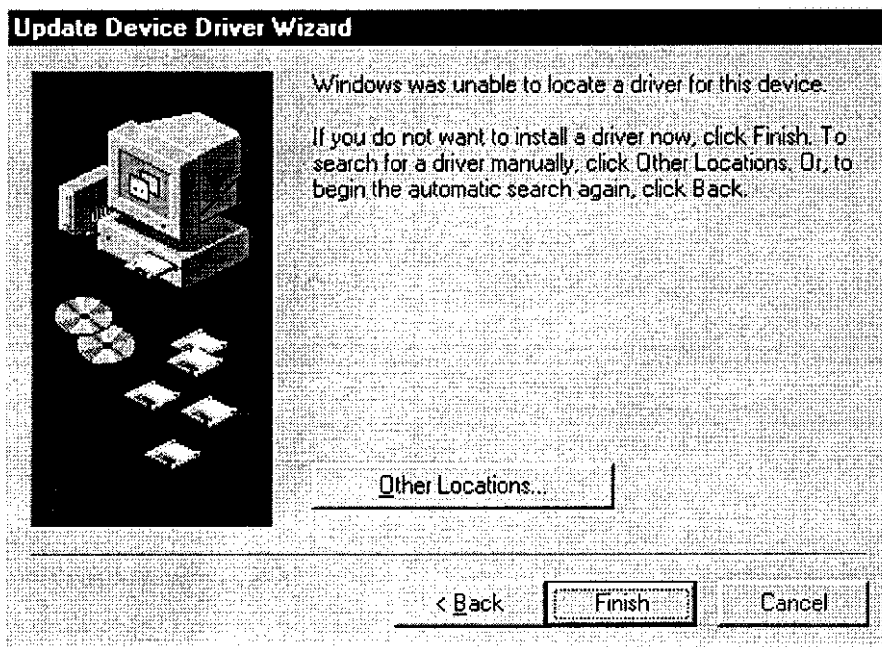 Update Device Driver Wizard
Windows was unable to locate a driver for this device.
If you do not want to install a driver now, click Finish. To
search for a driver manually, click Other Locations. Or, to
begin the automatic search again, click Back.
Other Locations...
< Back
Finish
Cancel